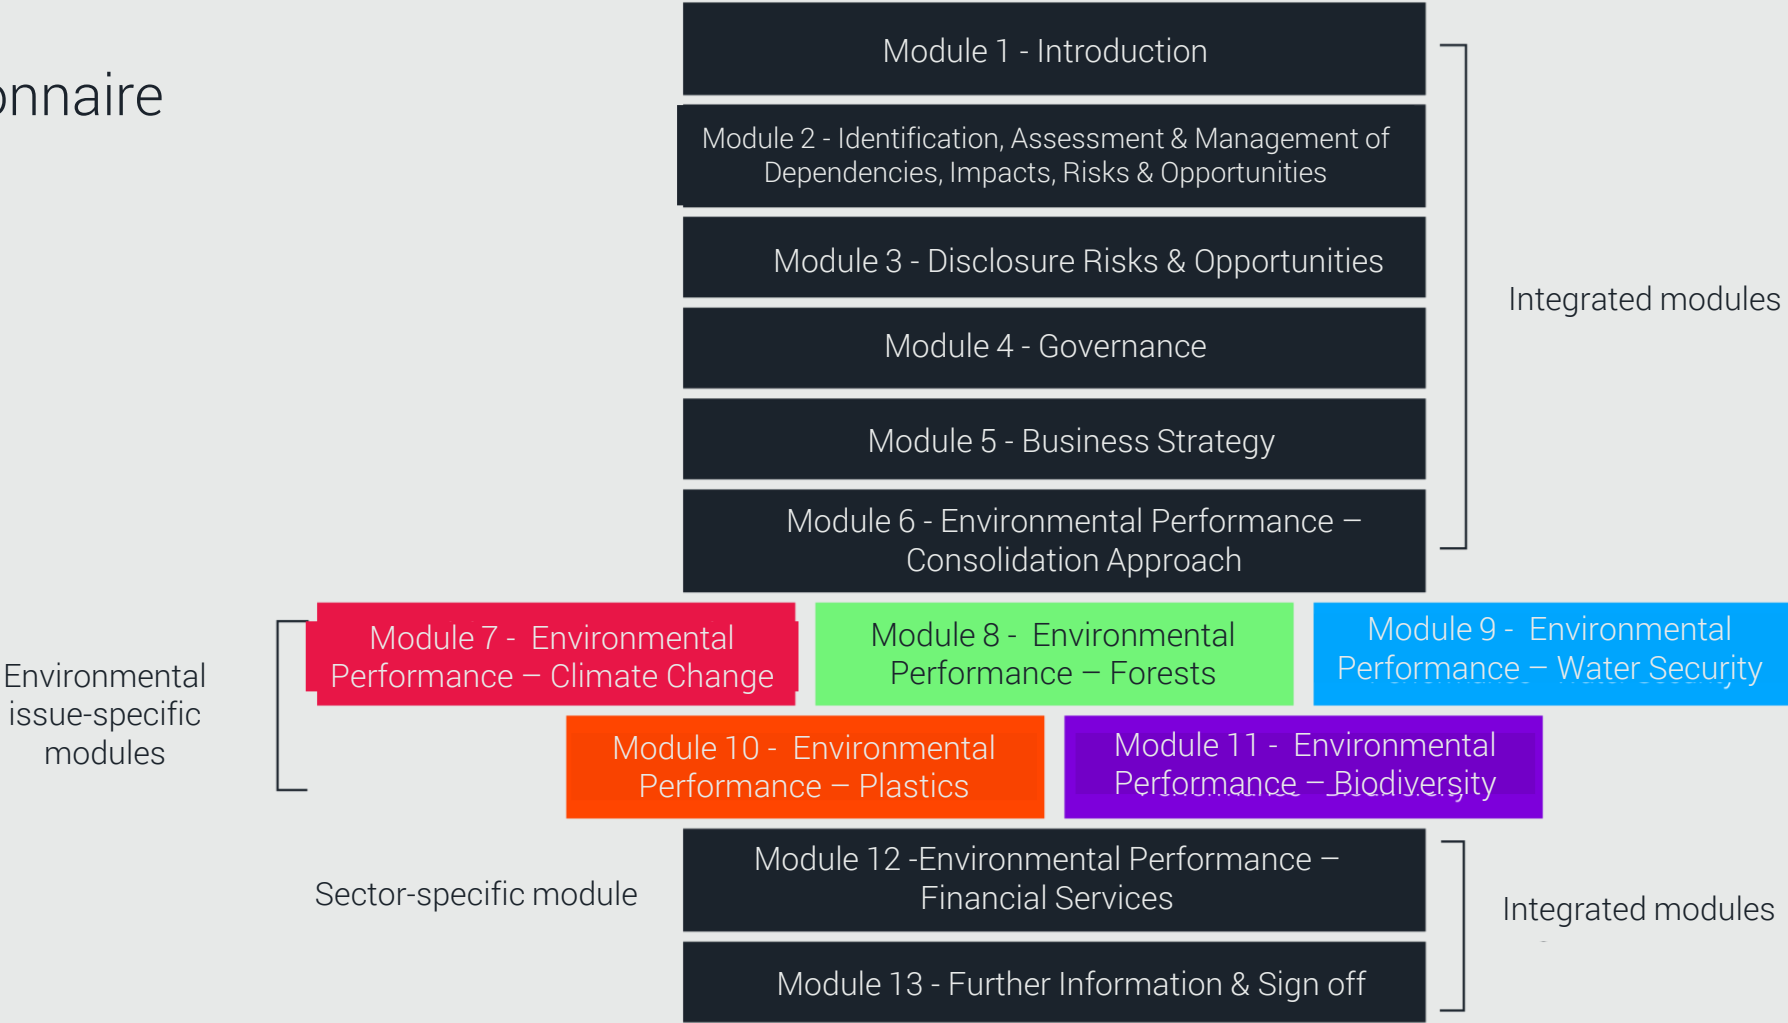 onnaire
Module 1 - Introduction
Module 2 - Identification, Assessment & Management of
Dependencies, Impacts, Risks & Opportunities
Module 3 - Disclosure Risks & Opportunities
Module 4 - Governance
Module 5 - Business Strategy
Module 6 - Environmental Performance –
Consolidation Approach
Integrated modules
Environmental
issue-specific
modules
Module 7 - Environmental
Performance – Climate Change
Module 8 - Environmental
Performance – Forests
Module 9 - Environmental
Performance – Water Security
Module 10 - Environmental
Performance – Plastics
Module 11 - Environmental
Performance – Biodiversity
Sector-specific module
Module 12 -Environmental Performance –
Financial Services
Module 13 - Further Information & Sign off
Integrated modules